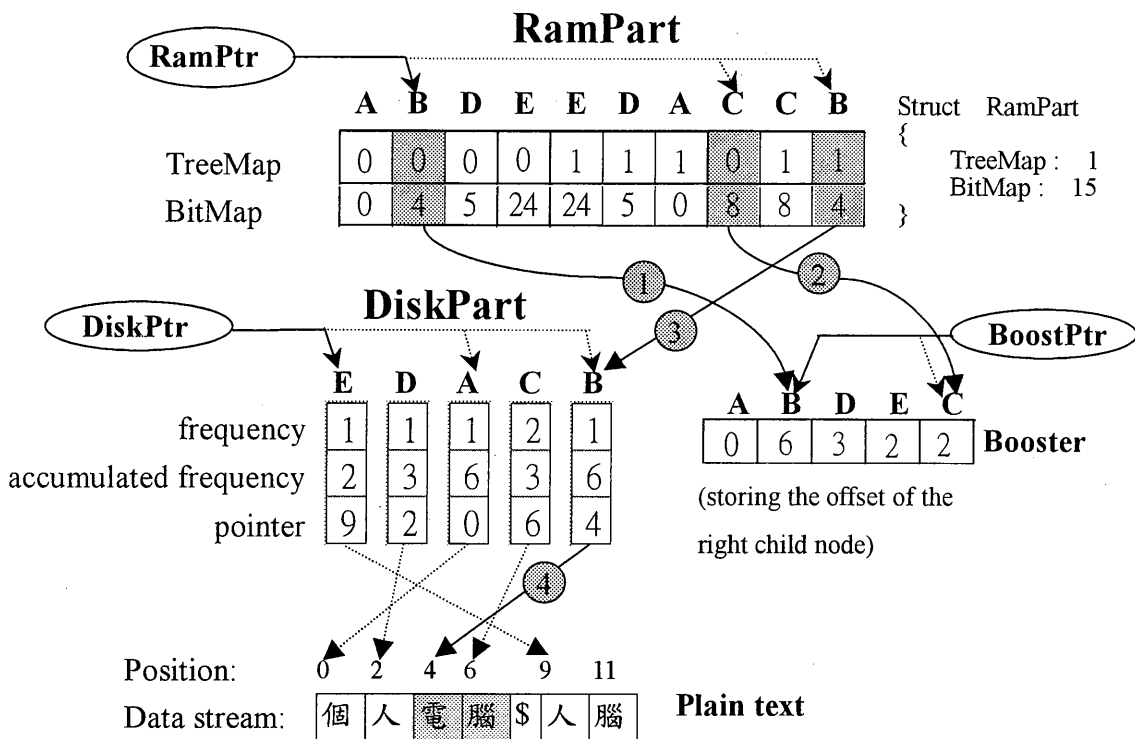 RamPart
RamPtr
A B D E E D A C C B
TreeMap 0 0 0 0 1 1 1 0 1 1
BitMap 0 4 5 24 24 5 0 8 8 4
Struct RampPart
{
TreeMap : 1
BitMap : 15
}
1
2
3
DiskPart
DiskPtr
BoostPtr
E D A C B
frequency 1 1 1 2 1
accumulated frequency 2 3 6 3 6
pointer 9 2 0 6 4
A B D E C
0 6 3 2 2 Booster
(storing the offset of the
right child node)
4
Position: 0 2 4 6 9 11
Data stream: 個 人 電 腦 $ 人 腦
Plain text